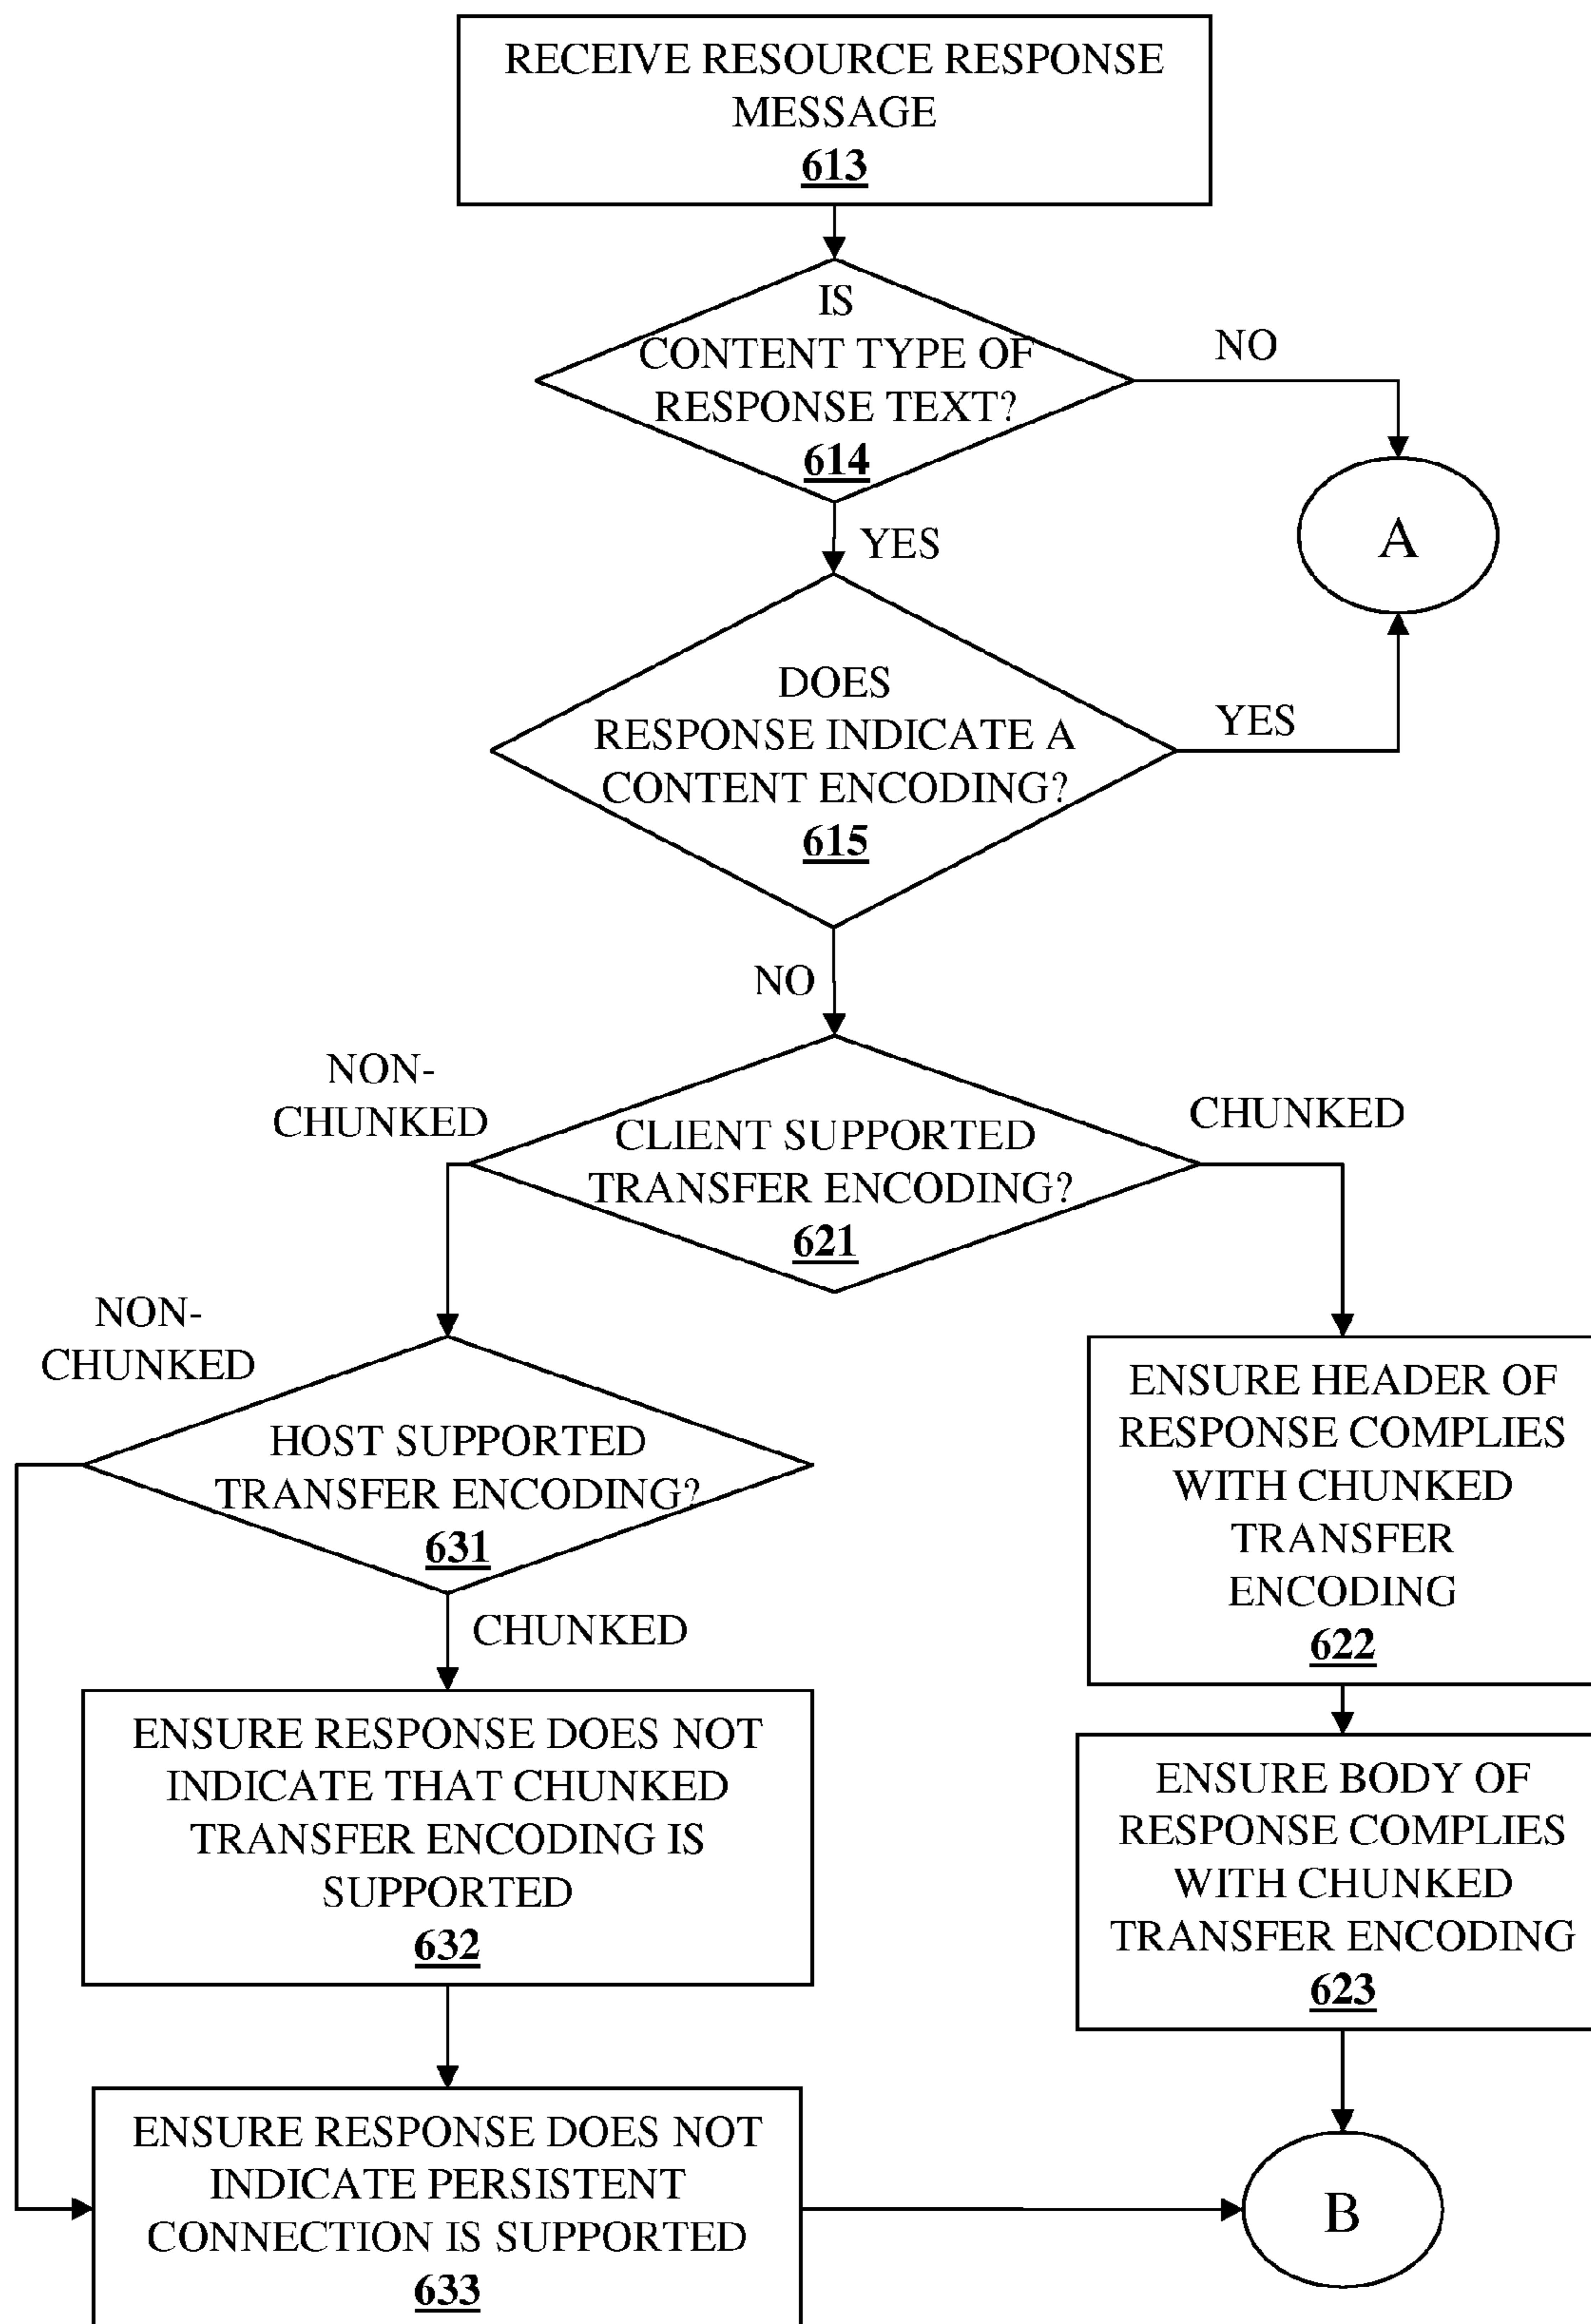 RECEIVE RESOURCE RESPONSE
MESSAGE
613
IS
CONTENT TYPE OF
RESPONSE TEXT?
614
NO
A
YES
DOES
RESPONSE INDICATE A
CONTENT ENCODING?
615
YES
NO
CLIENT SUPPORTED
TRANSFER ENCODING?
621
NON-
CHUNKED
CHUNKED
HOST SUPPORTED
TRANSFER ENCODING?
631
NON-
CHUNKED
CHUNKED
ENSURE HEADER OF
RESPONSE COMPLIES
WITH CHUNKED
TRANSFER
ENCODING
622
ENSURE RESPONSE DOES NOT
INDICATE THAT CHUNKED
TRANSFER ENCODING IS
SUPPORTED
632
ENSURE BODY OF
RESPONSE COMPLIES
WITH CHUNKED
TRANSFER ENCODING
623
ENSURE RESPONSE DOES NOT
INDICATE PERSISTENT
CONNECTION IS SUPPORTED
633
B